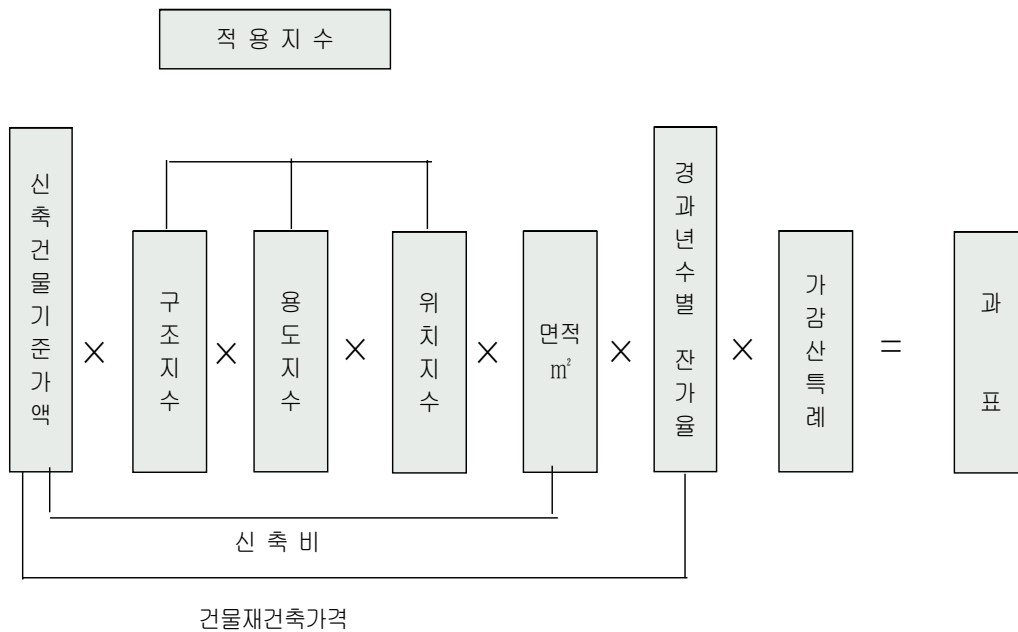 적 용 지 수
신축건물기준가액
×
구조지수
×
용도지수
×
위치지수
×
면적
m²
×
경과년수별 잔가율
×
가감산특례
=
과 표
신 축 비
건물재건축가격